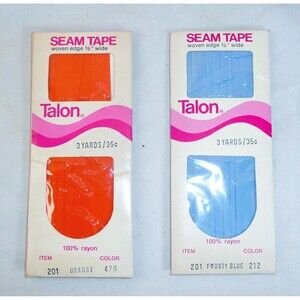 SEAM TAPE
woven edge ½" wide
Talon®
3 YARDS/35¢
100% rayon
ITEM COLOR
201 ORANGE 470
SEAM TAPE
woven edge ½" wide
Talon®
3 YARDS/35¢
100% rayon
ITEM COLOR
201 FROSTY BLUE 212